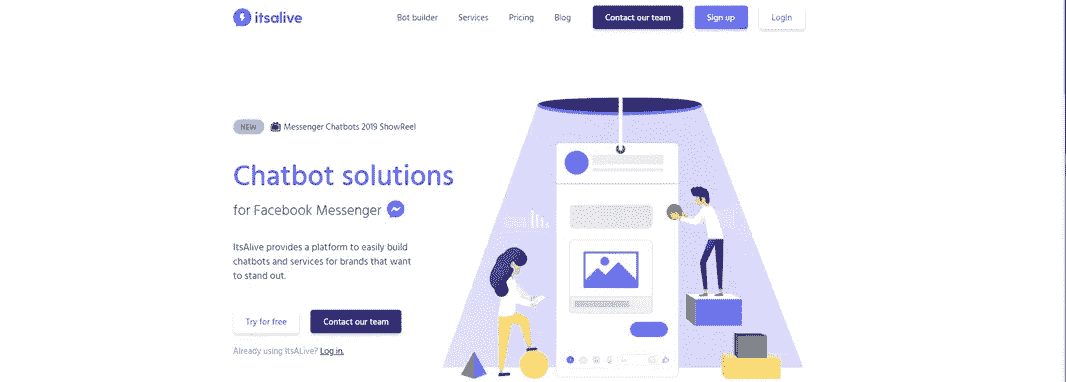 itsalive
Bot builder
Services
Pricing
Blog
Contact our team
Sign up
LogIn
NEW
Messenger Chatbots 2019 ShowReel
Chatbot solutions
for Facebook Messenger
ItsAlive provides a platform to easily build
chatbots and services for brands that want
to stand out.
Try for free
Contact our team
Already using ItsALive? Log in.